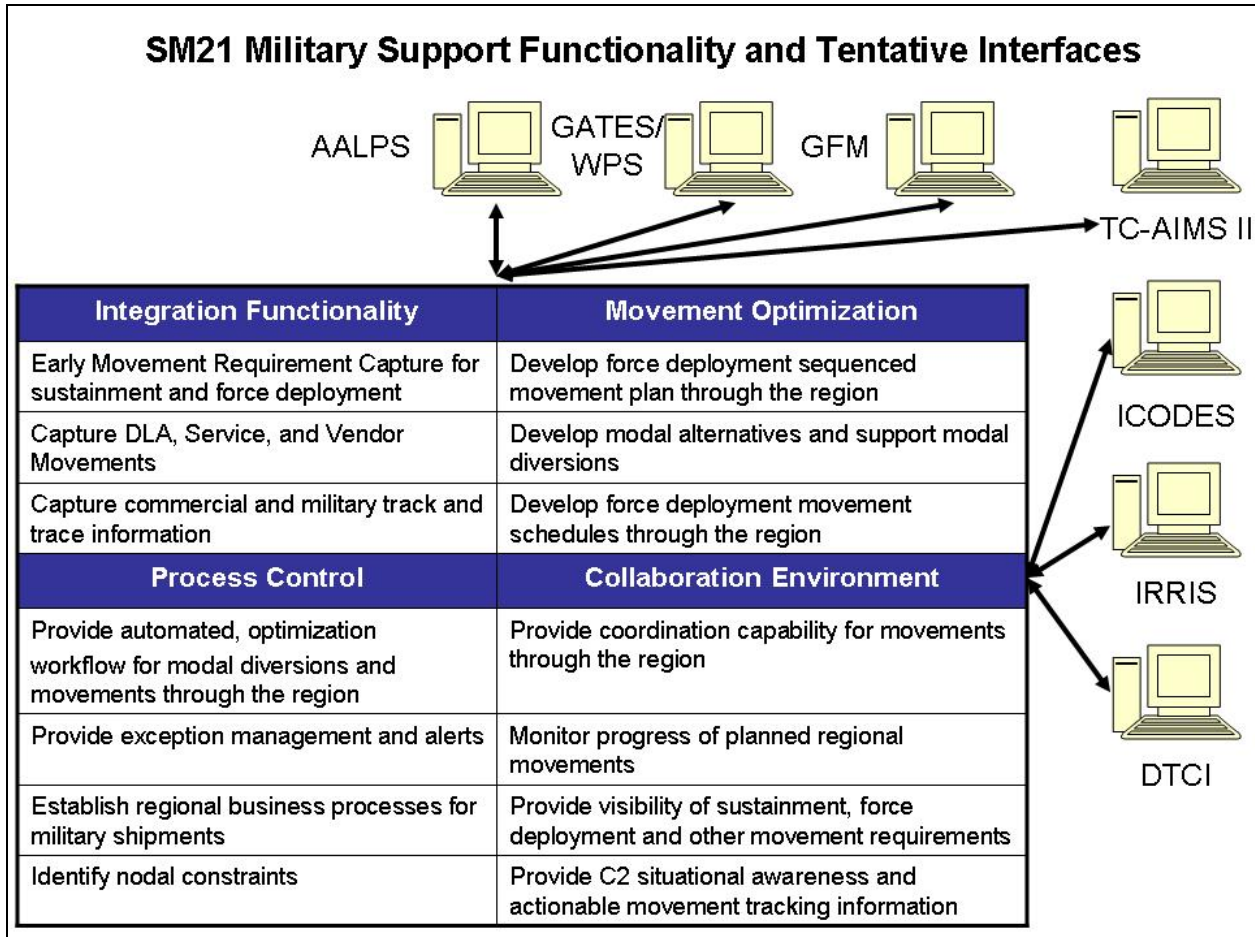 SM21 Military Support Functionality and Tentative Interfaces
AALPS
GATES/
WPS
GFM
TC-AIMS II
Integration Functionality
Movement Optimization
Early Movement Requirement Capture for
sustainment and force deployment
Develop force deployment sequenced
movement plan through the region
Capture DLA, Service, and Vendor
Movements
Develop modal alternatives and support modal
diversions
Capture commercial and military track and
trace information
Develop force deployment movement
schedules through the region
Process Control
Collaboration Environment
Provide automated, optimization
workflow for modal diversions and
movements through the region
Provide coordination capability for movements
through the region
Provide exception management and alerts
Monitor progress of planned regional
movements
Establish regional business processes for
military shipments
Provide visibility of sustainment, force
deployment and other movement requirements
Identify nodal constraints
Provide C2 situational awareness and
actionable movement tracking information
ICODES
IRRIS
DTCI